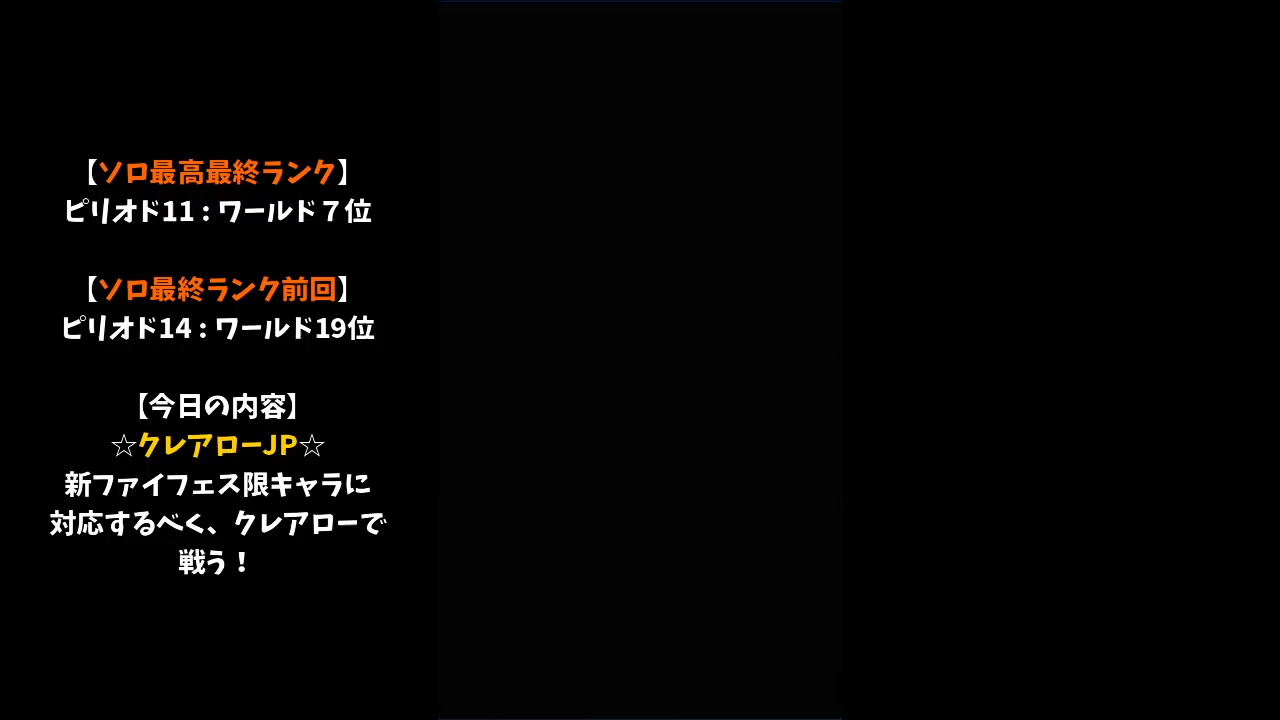 【ソロ最高最終ランク】
ピリオド11：ワールド７位
【ソロ最終ランク前回】
ピリオド14：ワールド19位
【今日の内容】
☆クレアローJP☆
新ファイフェス限キャラに
対応するべく、クレアローで
戦う！